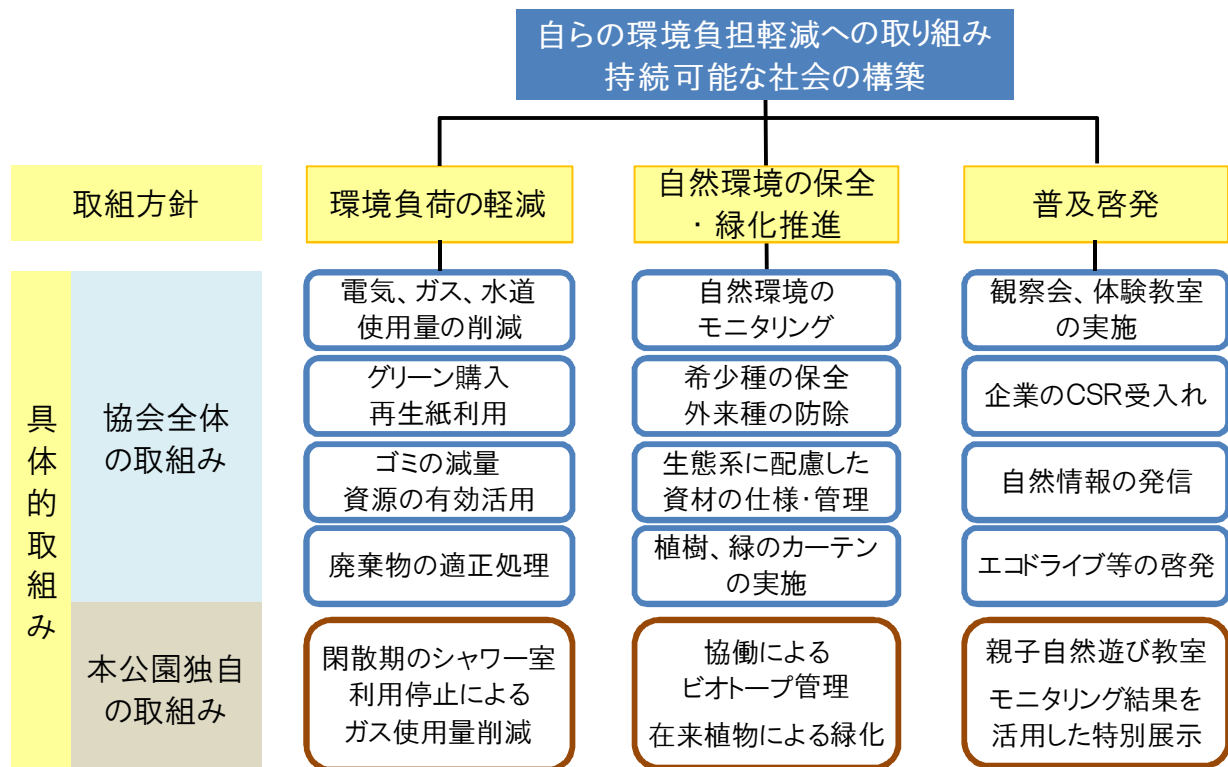 自らの環境負担軽減への取り組み
持続可能な社会の構築
取組方針
環境負荷の軽減
自然環境の保全
・緑化推進
普及啓発
具体的取組み
協会全体
の取組み
電気、ガス、水道
使用量の削減
グリーン購入
再生紙利用
ゴミの減量
資源の有効活用
廃棄物の適正処理
自然環境の
モニタリング
希少種の保全
外来種の防除
生態系に配慮した
資材の仕様・管理
植樹、緑のカーテン
の実施
観察会、体験教室
の実施
企業のCSR受入れ
自然情報の発信
エコドライブ等の啓発
本公園独自
の取組み
閑散期のシャワー室
利用停止による
ガス使用量削減
協働による
ビオトープ管理
在来植物による緑化
親子自然遊び教室
モニタリング結果を
活用した特別展示